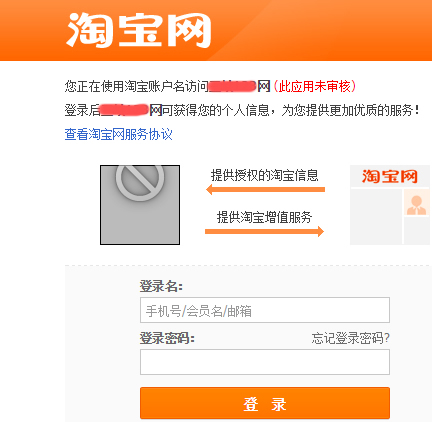 淘宝网
您正在使用淘宝账户名访问 网(此应用未审核)
登录后 网可获得您的个人信息，为您提供更加优质的服务！
查看淘宝网服务协议
提供授权的淘宝信息
提供淘宝增值服务
淘宝网
登录名:
手机号/会员名/邮箱
登录密码:
忘记登录密码?
登 录